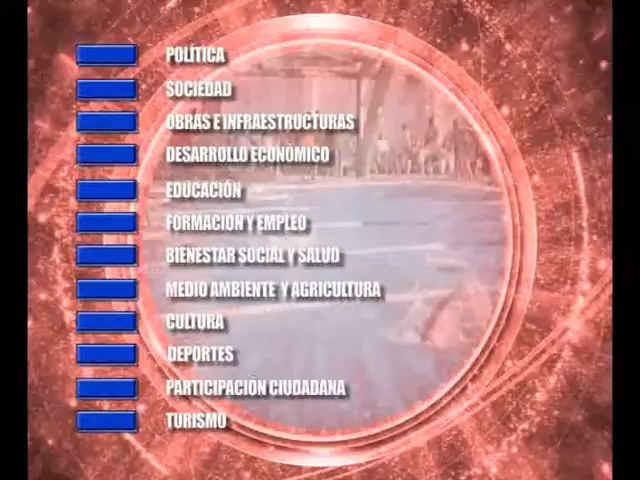 POLÍTICA
SOCIEDAD
OBRAS E INFRAESTRUCTURAS
DESARROLLO ECONÓMICO
EDUCACIÓN
FORMACION Y EMPLEO
BIENESTAR SOCIAL Y SALUD
MEDIO AMBIENTE Y AGRICULTURA
CULTURA
DEPORTES
PARTICIPACIÓN CIUDADANA
TURISMO